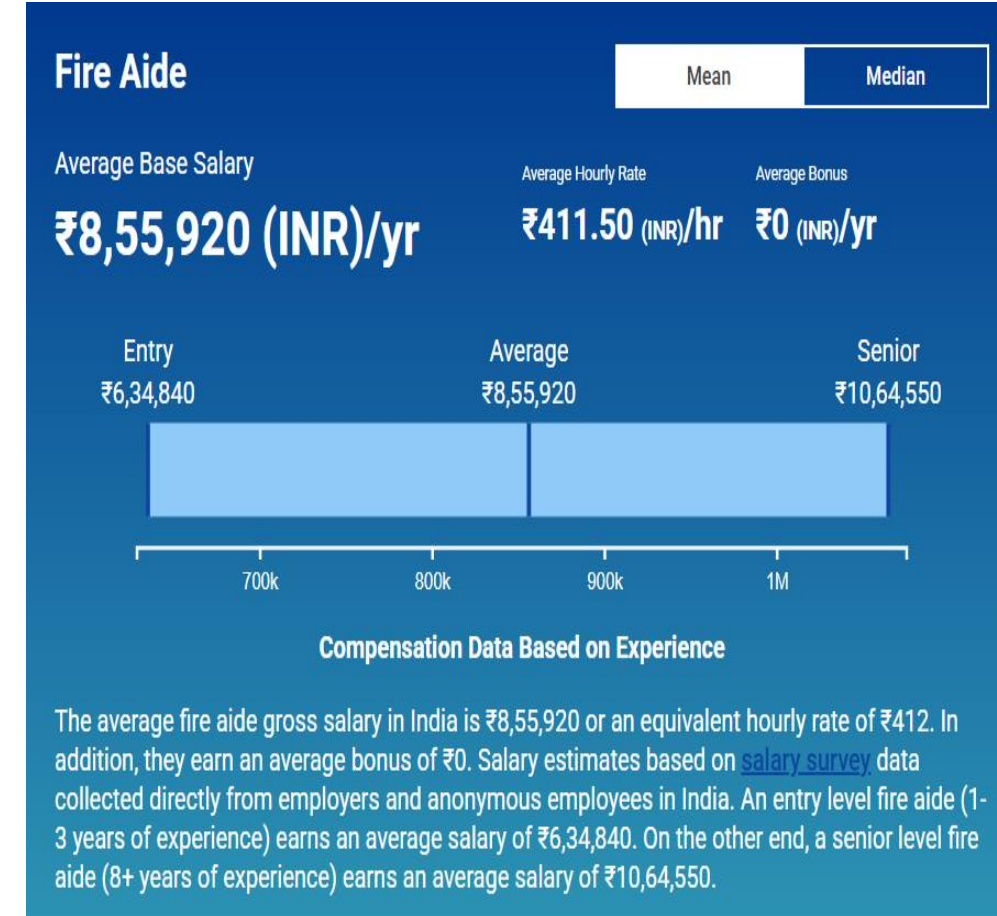 Fire Aide
Mean
Median
Average Base Salary
₹8,55,920 (INR)/yr
Average Hourly Rate
₹411.50 (INR)/hr
Average Bonus
₹0 (INR)/yr
Entry
₹6,34,840
Average
₹8,55,920
Senior
₹10,64,550
700k
800k
900k
1M
Compensation Data Based on Experience
The average fire aide gross salary in India is ₹8,55,920 or an equivalent hourly rate of ₹412. In
addition, they earn an average bonus of ₹0. Salary estimates based on salary survey data
collected directly from employers and anonymous employees in India. An entry level fire aide (1-
3 years of experience) earns an average salary of ₹6,34,840. On the other end, a senior level fire
aide (8+ years of experience) earns an average salary of ₹10,64,550.